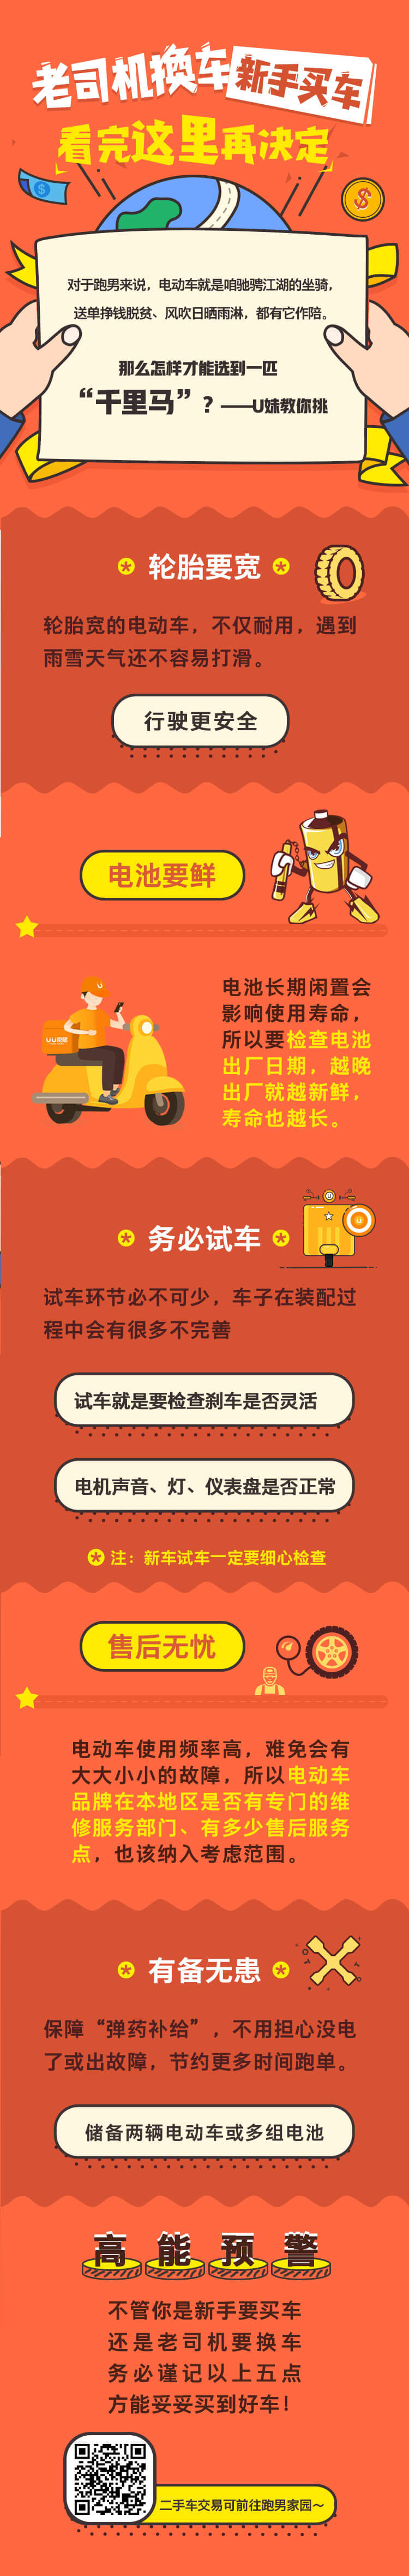 老司机换车新手买车
看完这里再决定
对于跑男来说，电动车就是咱驰骋江湖的坐骑，
送单挣钱脱贫、风吹日晒雨淋，都有它作陪。
那么怎样才能选到一匹
“千里马”？——U妹教你挑
轮胎要宽
轮胎宽的电动车，不仅耐用，遇到
雨雪天气还不容易打滑。
行驶更安全
电池要鲜
UU跑腿
电池长期闲置会
影响使用寿命，
所以要检查电池
出厂日期，越晚
出厂就越新鲜，
寿命也越长。
务必试车
试车环节必不可少，车子在装配过
程中会有很多不完善
试车就是要检查刹车是否灵活
电机声音、灯、仪表盘是否正常
注：新车试车一定要细心检查
售后无忧
电动车使用频率高，难免会有
大大小小的故障，所以电动车
品牌在本地区是否有专门的维
修服务部门、有多少售后服务
点，也该纳入考虑范围。
有备无患
保障“弹药补给”，不用担心没电
了或出故障，节约更多时间跑单。
储备两辆电动车或多组电池
高能预警
不管你是新手要买车
还是老司机要换车
务必谨记以上五点
方能妥妥买到好车！
二手车交易可前往跑男家园～